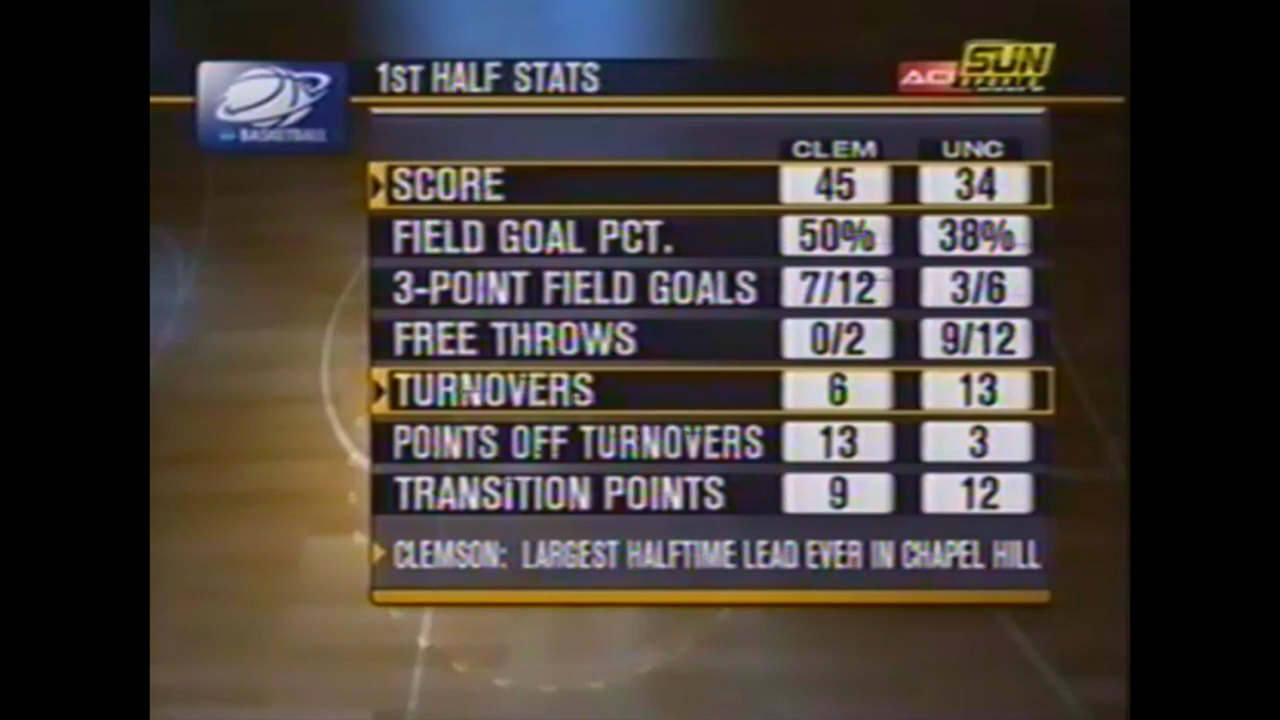 1ST HALF STATS
SUN
SPORTS
BASKETBALL
CLEM UNC
SCORE 45 34
FIELD GOAL PCT. 50% 38%
3-POINT FIELD GOALS 7/12 3/6
FREE THROWS 0/2 9/12
TURNOVERS 6 13
POINTS OFF TURNOVERS 13 3
TRANSITION POINTS 9 12
CLEMSON: LARGEST HALFTIME LEAD EVER IN CHAPEL HILL